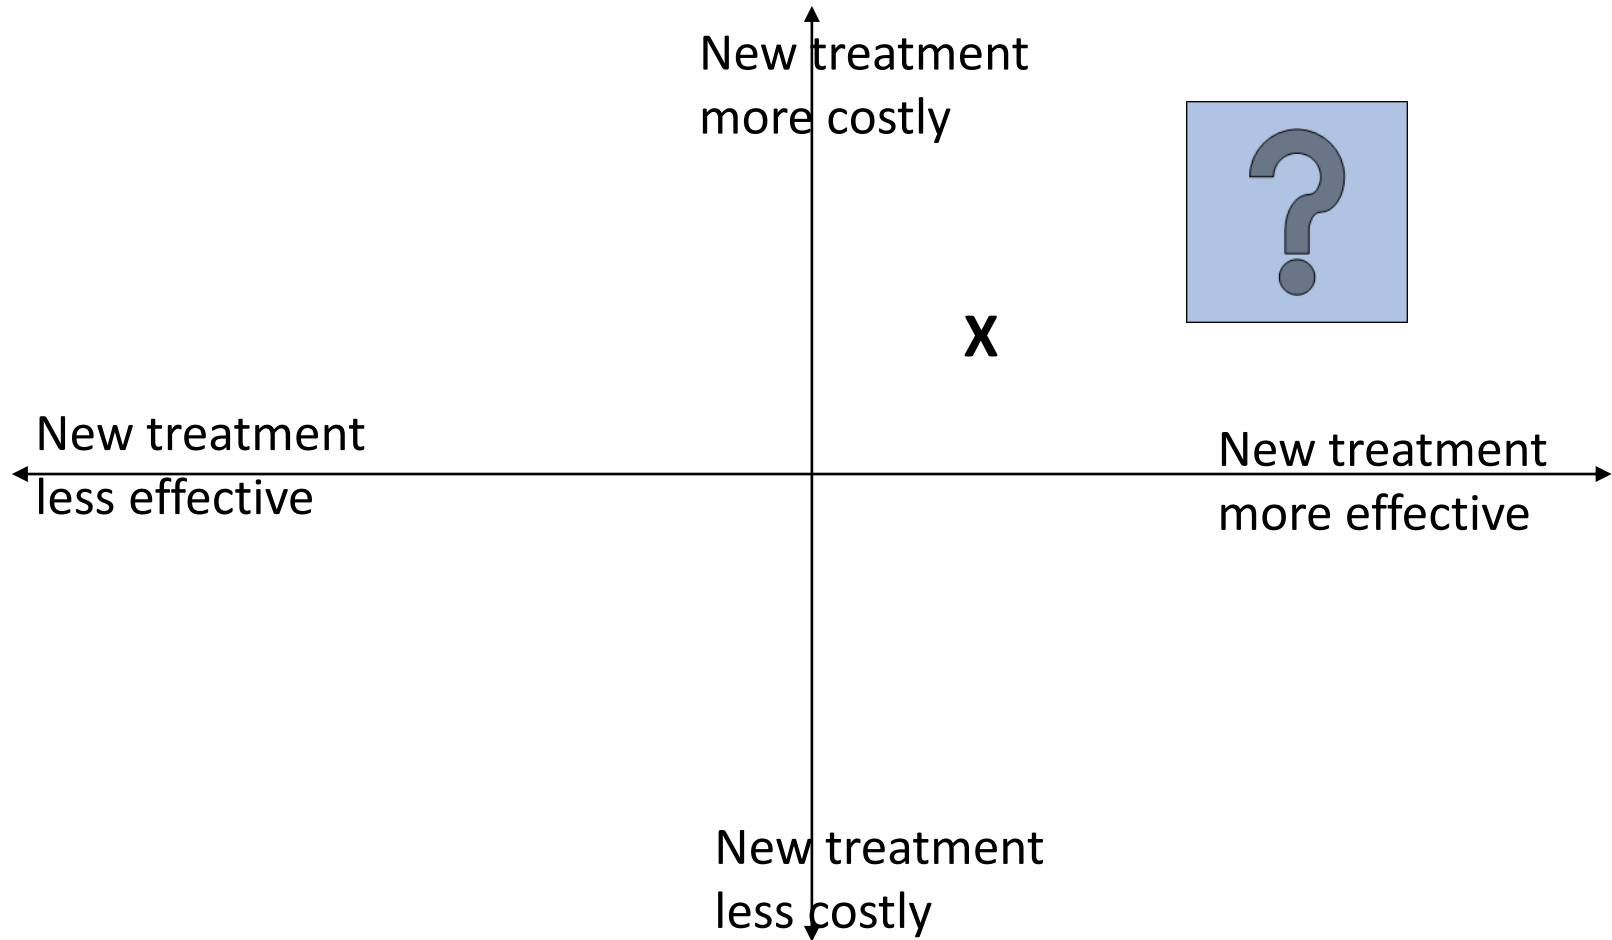 New treatment
more costly
?
X
New treatment
less effective
New treatment
more effective
New treatment
less costly